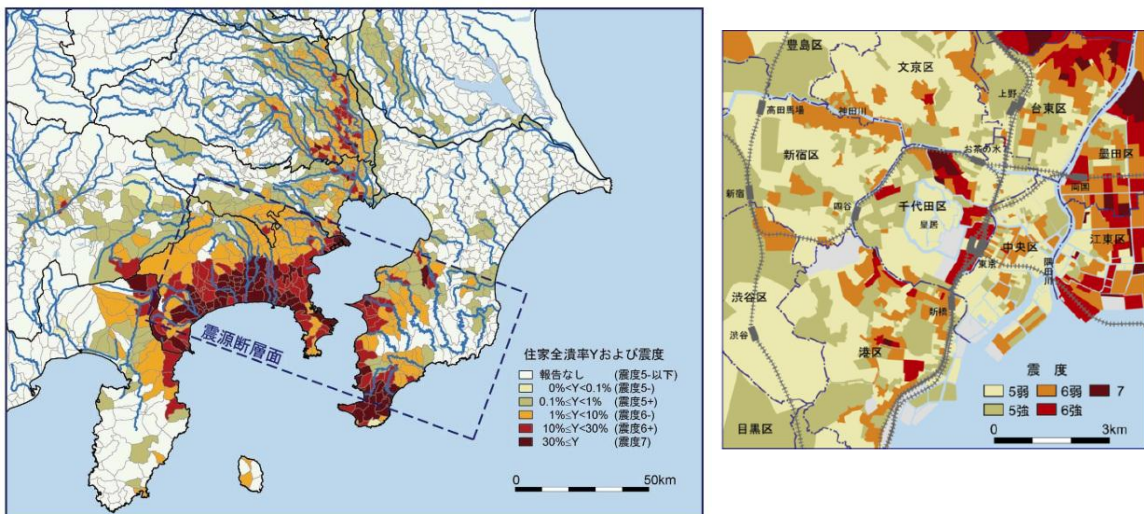 震源断層面
住家全潰率Yおよび震度
報告なし (震度5-以下)
0%<Y<0.1% (震度5-)
0.1%≤Y<1% (震度5+)
1%≤Y<10% (震度6-)
10%≤Y<30% (震度6+)
30%≤Y (震度7)
0 50km
豊島区
文京区
上野
台東区
高田馬場
神田川
お茶の水
墨田区
新宿区
両国
新宿
四谷
千代田区
皇居
江東区
中央区
東京
隅田川
渋谷区
新橋
渋谷
港区
目黒区
震 度
5弱 6弱 7
5強 6強
0 3km